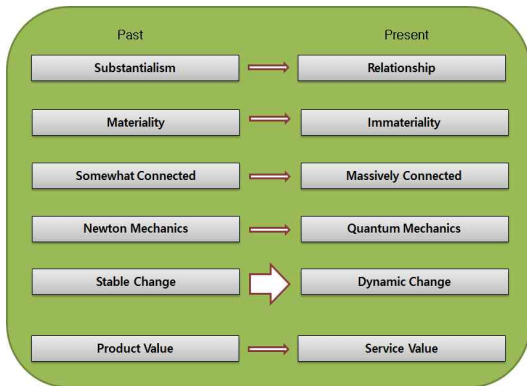 Past Present
Substantialism Relationship
Materiality Immateriality
Somewhat Connected Massively Connected
Newton Mechanics Quantum Mechanics
Stable Change Dynamic Change
Product Value Service Value